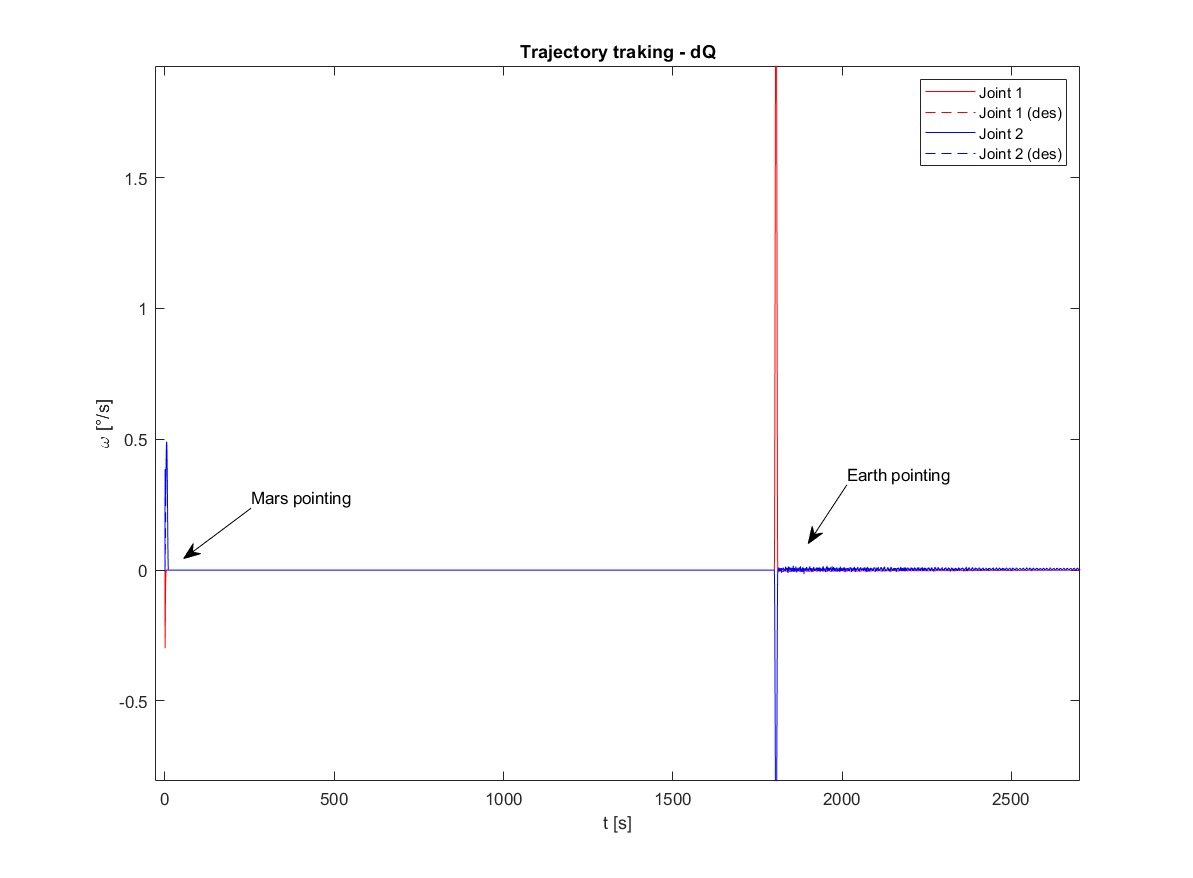 Trajectory traking - dQ
Joint 1
Joint 1 (des)
Joint 2
Joint 2 (des)
1.5
1
0.5
0
-0.5
ω [°/s]
Mars pointing
Earth pointing
0
500
1000
1500
2000
2500
t [s]